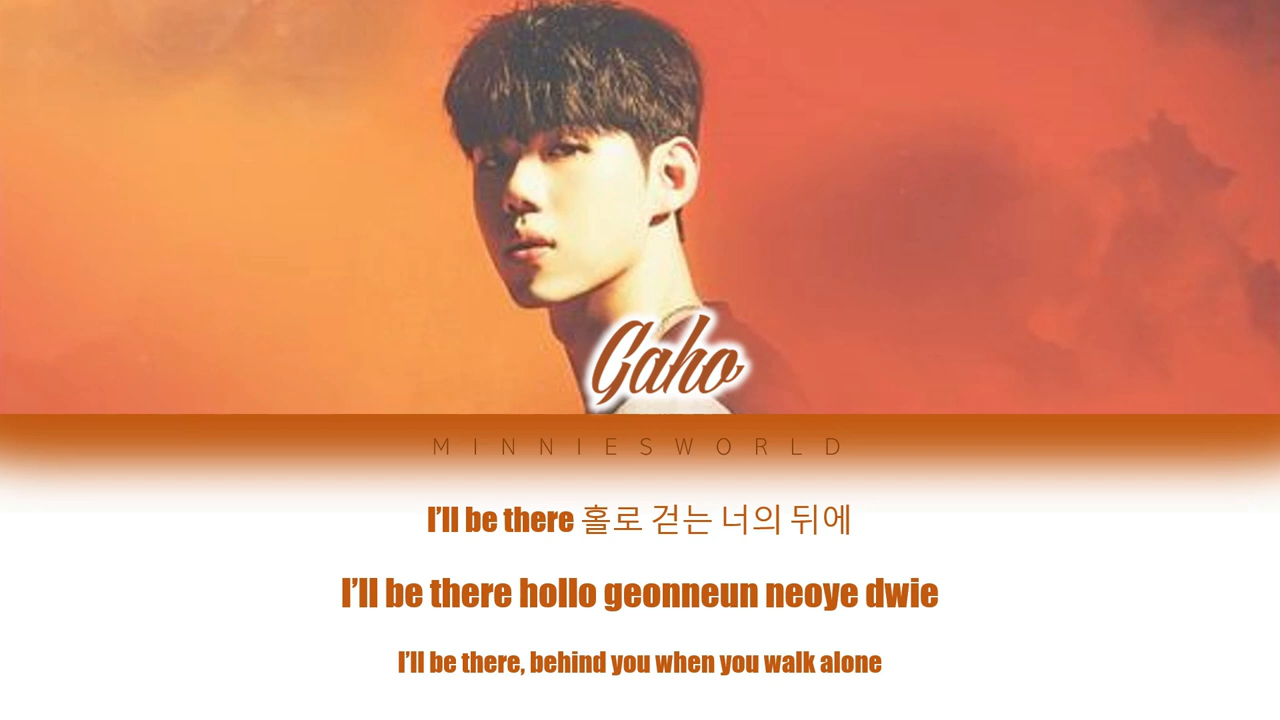 Gaho
MINNIESWORLD
I'll be there 홀로 걷는 너의 뒤에
I'll be there hollo geonneun neoye dwie
I'll be there, behind you when you walk alone